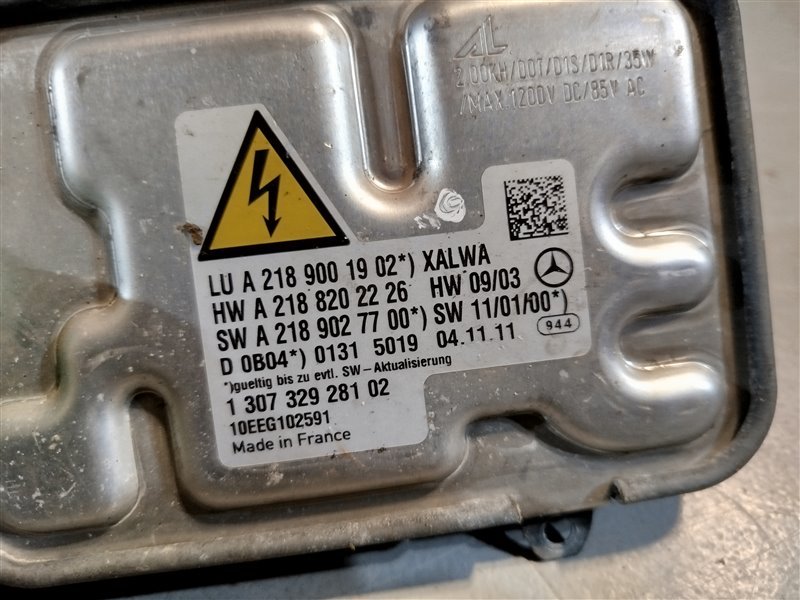 AL
2,00KH/DOT/D1S/D1R/35W
/MAX.1200V DC/85V AC
LU A 218 900 19 02*) XALWA
HW A 218 820 22 26 HW 09/03
SW A 218 902 77 00*) SW 11/01/00*)
D 0B04*) 0131 5019 04.11.11
944
*)gueltig bis zu evtl. SW-Aktualisierung
1 307 329 281 02
10EEG102591
Made in France